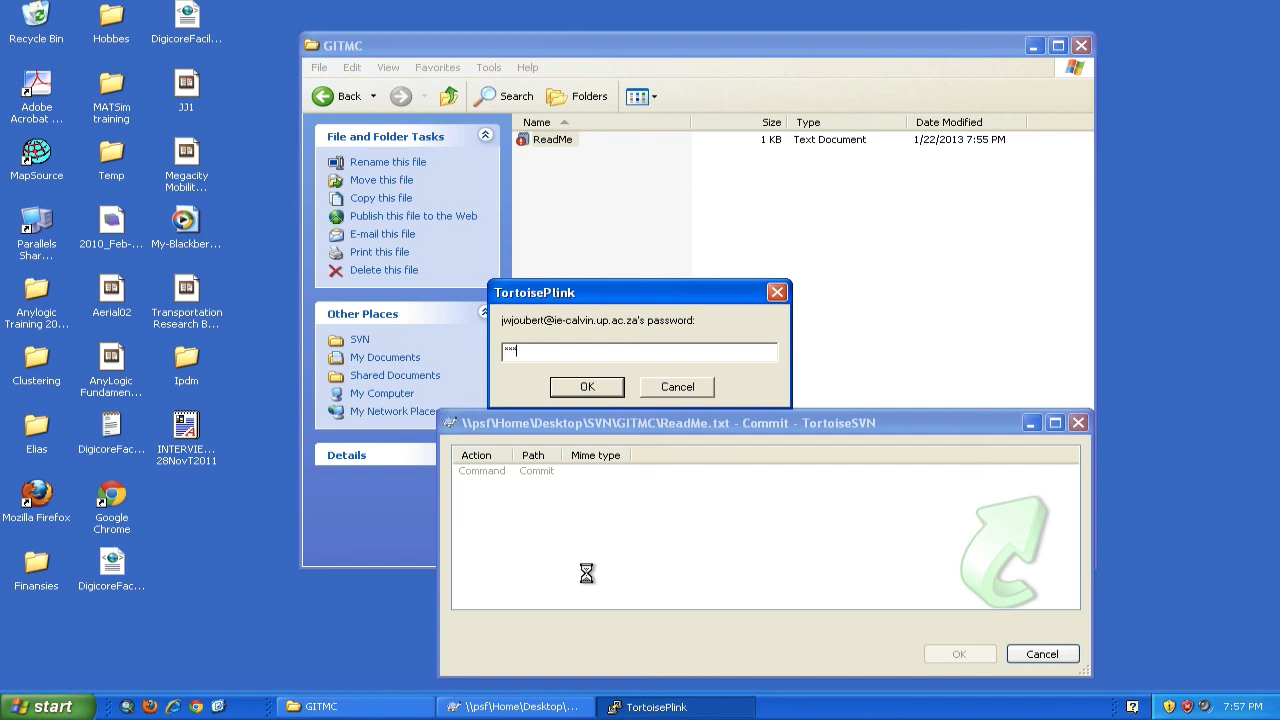 Recycle Bin
Hobbes
DigicoreFacil...
Adobe
Acrobat ...
MATSim
training
JJ1
MapSource
Temp
Megacity
Mobilit...
Parallels
Shar...
2010_Feb-...
My-Blackber...
Anylogic
Training 20...
Aerial02
Transportation
Research B...
Clustering
AnyLogic
Fundamen...
Ipdm
Elias
DigicoreFac...
INTERVIE...
28NovT2011
Mozilla Firefox
Google
Chrome
Finansies
DigicoreFac...
GITMC
File Edit View Favorites Tools Help
Back Search Folders
File and Folder Tasks
Rename this file
Move this file
Copy this file
Publish this file to the Web
E-mail this file
Print this file
Delete this file
Other Places
SVN
My Documents
Shared Documents
My Computer
My Network Places
Details
Name Size Type Date Modified
ReadMe 1 KB Text Document 1/22/2013 7:55 PM
TortoisePlink
jwjoubert@ie-calvin.up.ac.za's password:
***
OK Cancel
\\psf\Home\Desktop\SVN\GITMC\ReadMe.txt - Commit - TortoiseSVN
Action Path Mime type
Command Commit
OK Cancel
start GITMC \\psf\Home\Desktop\... TortoisePlink 7:57 PM